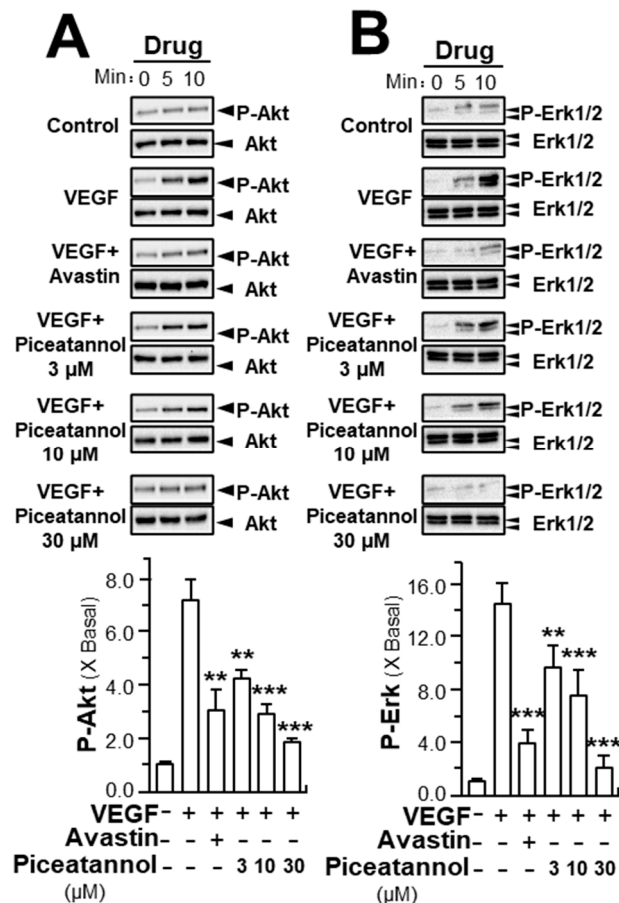 A
Drug
Min: 0 5 10
Control
P-Akt
Akt
VEGF
P-Akt
Akt
VEGF+
Avastin
P-Akt
Akt
VEGF+
Piceatannol
3 µM
P-Akt
Akt
VEGF+
Piceatannol
10 µM
P-Akt
Akt
VEGF+
Piceatannol
30 µM
P-Akt
Akt
P-Akt (X Basal)
8.0
6.0
4.0
2.0
0.0
** ** *** ***
VEGF – + + + + +
Avastin – – + – – –
Piceatannol – – – 3 10 30
(µM)
B
Drug
Min: 0 5 10
Control
P-Erk1/2
Erk1/2
VEGF
P-Erk1/2
Erk1/2
VEGF+
Avastin
P-Erk1/2
Erk1/2
VEGF+
Piceatannol
3 µM
P-Erk1/2
Erk1/2
VEGF+
Piceatannol
10 µM
P-Erk1/2
Erk1/2
VEGF+
Piceatannol
30 µM
P-Erk1/2
Erk1/2
P-Erk (X Basal)
16.0
12.0
8.0
4.0
0.0
*** ** *** ***
VEGF – + + + + +
Avastin – – + – – –
Piceatannol – – – 3 10 30
(µM)